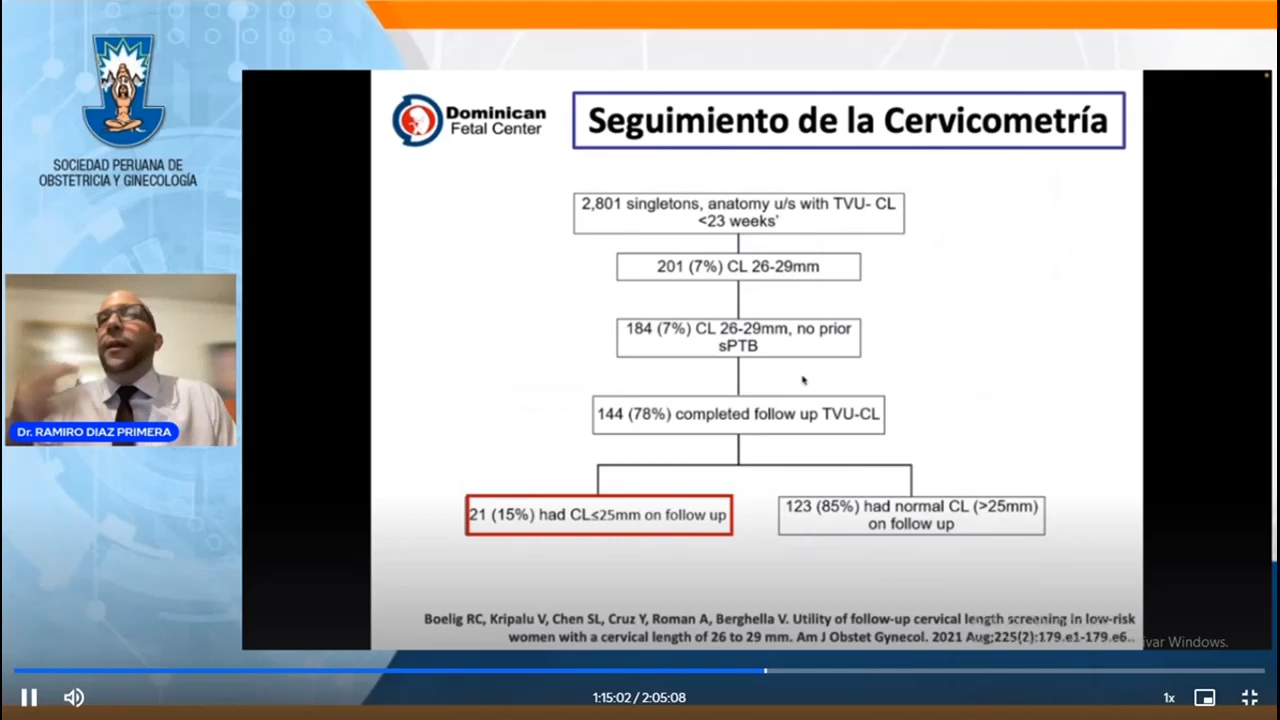 SOCIEDAD PERUANA DE
OBSTETRICIA Y GINECOLOGÍA
Dominican
Fetal Center
Seguimiento de la Cervicometría
2,801 singletons, anatomy u/s with TVU- CL
<23 weeks'
201 (7%) CL 26-29mm
184 (7%) CL 26-29mm, no prior
sPTB
144 (78%) completed follow up TVU-CL
21 (15%) had CL≤25mm on follow up
123 (85%) had normal CL (>25mm)
on follow up
Dr. RAMIRO DIAZ PRIMERA
Boelig RC, Kripalu V, Chen SL, Cruz Y, Roman A, Berghella V. Utility of follow-up cervical length screening in low-risk
women with a cervical length of 26 to 29 mm. Am J Obstet Gynecol. 2021 Aug;225(2):179.e1-179.e6..
Windows.
1:15:02 / 2:05:08
1x